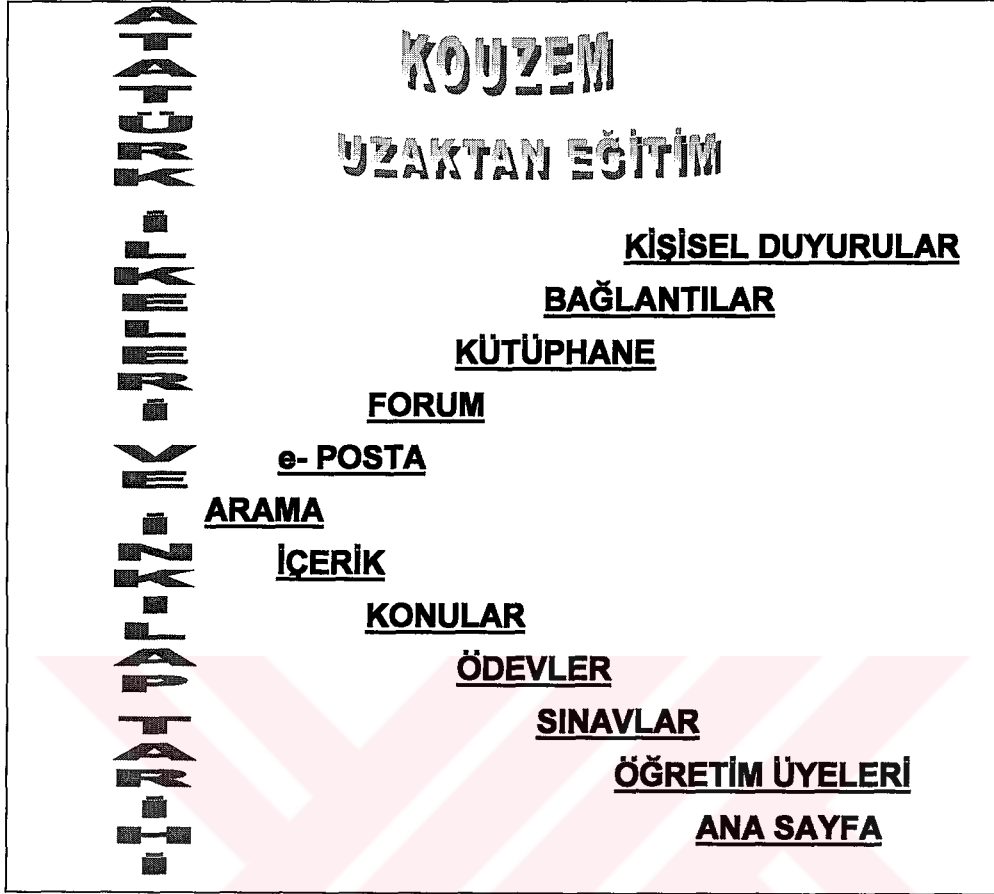 ATATÜRK İLKELERİ VE İNKILAP TARİHİ
KOUZEM
UZAKTAN EĞİTİM
KİŞİSEL DUYURULAR
BAĞLANTILAR
KÜTÜPHANE
FORUM
e- POSTA
ARAMA
İÇERİK
KONULAR
ÖDEVLER
SINAVLAR
ÖĞRETİM ÜYELERİ
ANA SAYFA